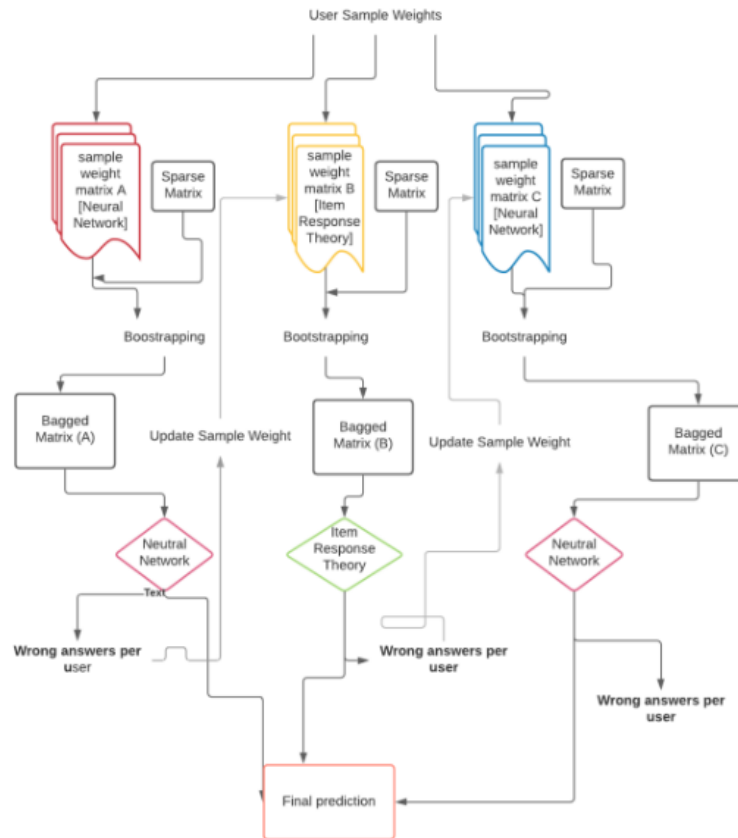 User Sample Weights
sample
weight
matrix A
[Neural
Network]
Sparse
Matrix
sample
weight
matrix B
[Item
Response
Theory]
Sparse
Matrix
sample
weight
matrix C
[Neural
Network]
Sparse
Matrix
Boostrapping
Bootstrapping
Bootstrapping
Bagged
Matrix (A)
Update Sample Weight
Bagged
Matrix (B)
Update Sample Weight
Bagged
Matrix (C)
Neutral
Network
Item
Response
Theory
Neutral
Network
Text
Wrong answers per
user
Wrong answers per
user
Wrong answers per
user
Final prediction